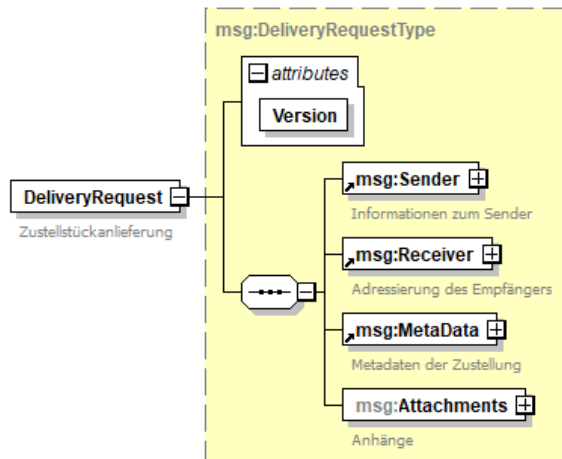 msg:DeliveryRequestType
attributes
Version
DeliveryRequest
Zustellstückanlieferung
msg:Sender
Informationen zum Sender
msg:Receiver
Adressierung des Empfängers
msg:MetaData
Metadaten der Zustellung
msg:Attachments
Anhänge